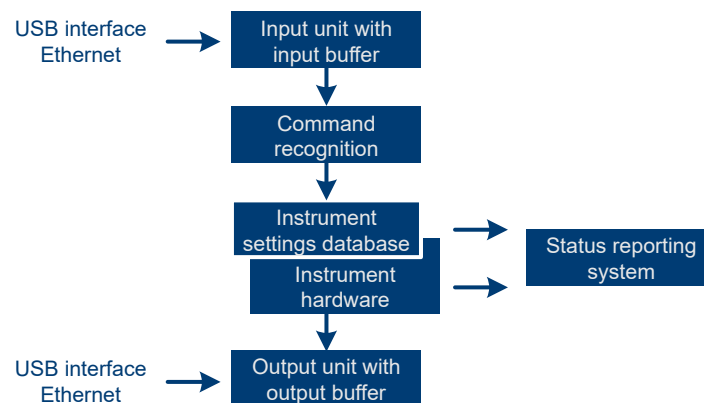 USB interface
Ethernet
Input unit with
input buffer
Command
recognition
Instrument
settings database
Instrument
hardware
Status reporting
system
USB interface
Ethernet
Output unit with
output buffer